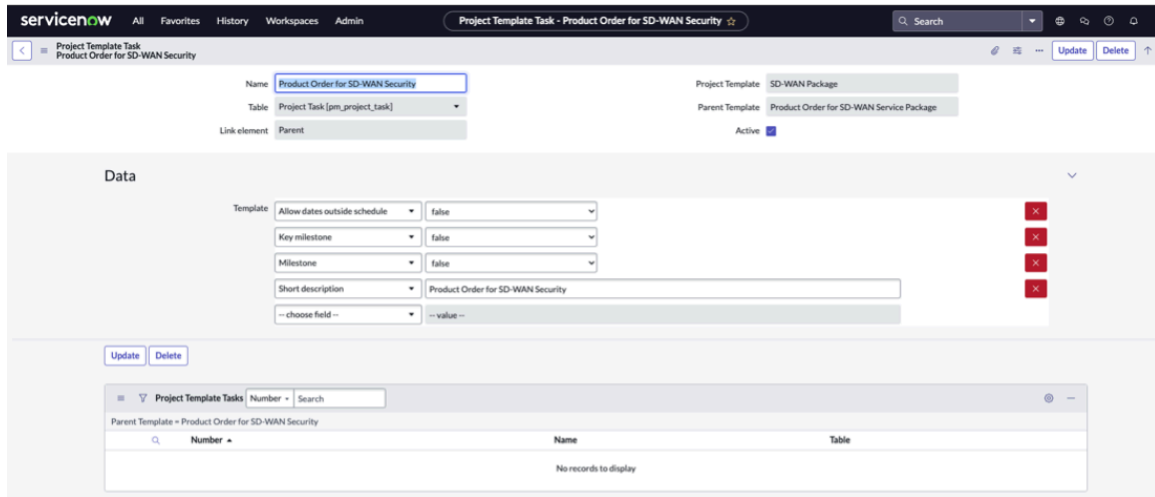 servicenow All Favorites History Workspaces Admin Project Template Task - Product Order for SD-WAN Security Search
Project Template Task
Product Order for SD-WAN Security
Update Delete
Name Product Order for SD-WAN Security Project Template SD-WAN Package
Table Project Task [pm_project_task] Parent Template Product Order for SD-WAN Service Package
Link element Parent Active
Data
Template Allow dates outside schedule false
Key milestone false
Milestone false
Short description Product Order for SD-WAN Security
-- choose field -- -- value --
Update Delete
Project Template Tasks Number Search
Parent Template = Product Order for SD-WAN Security
Number Name Table
No records to display